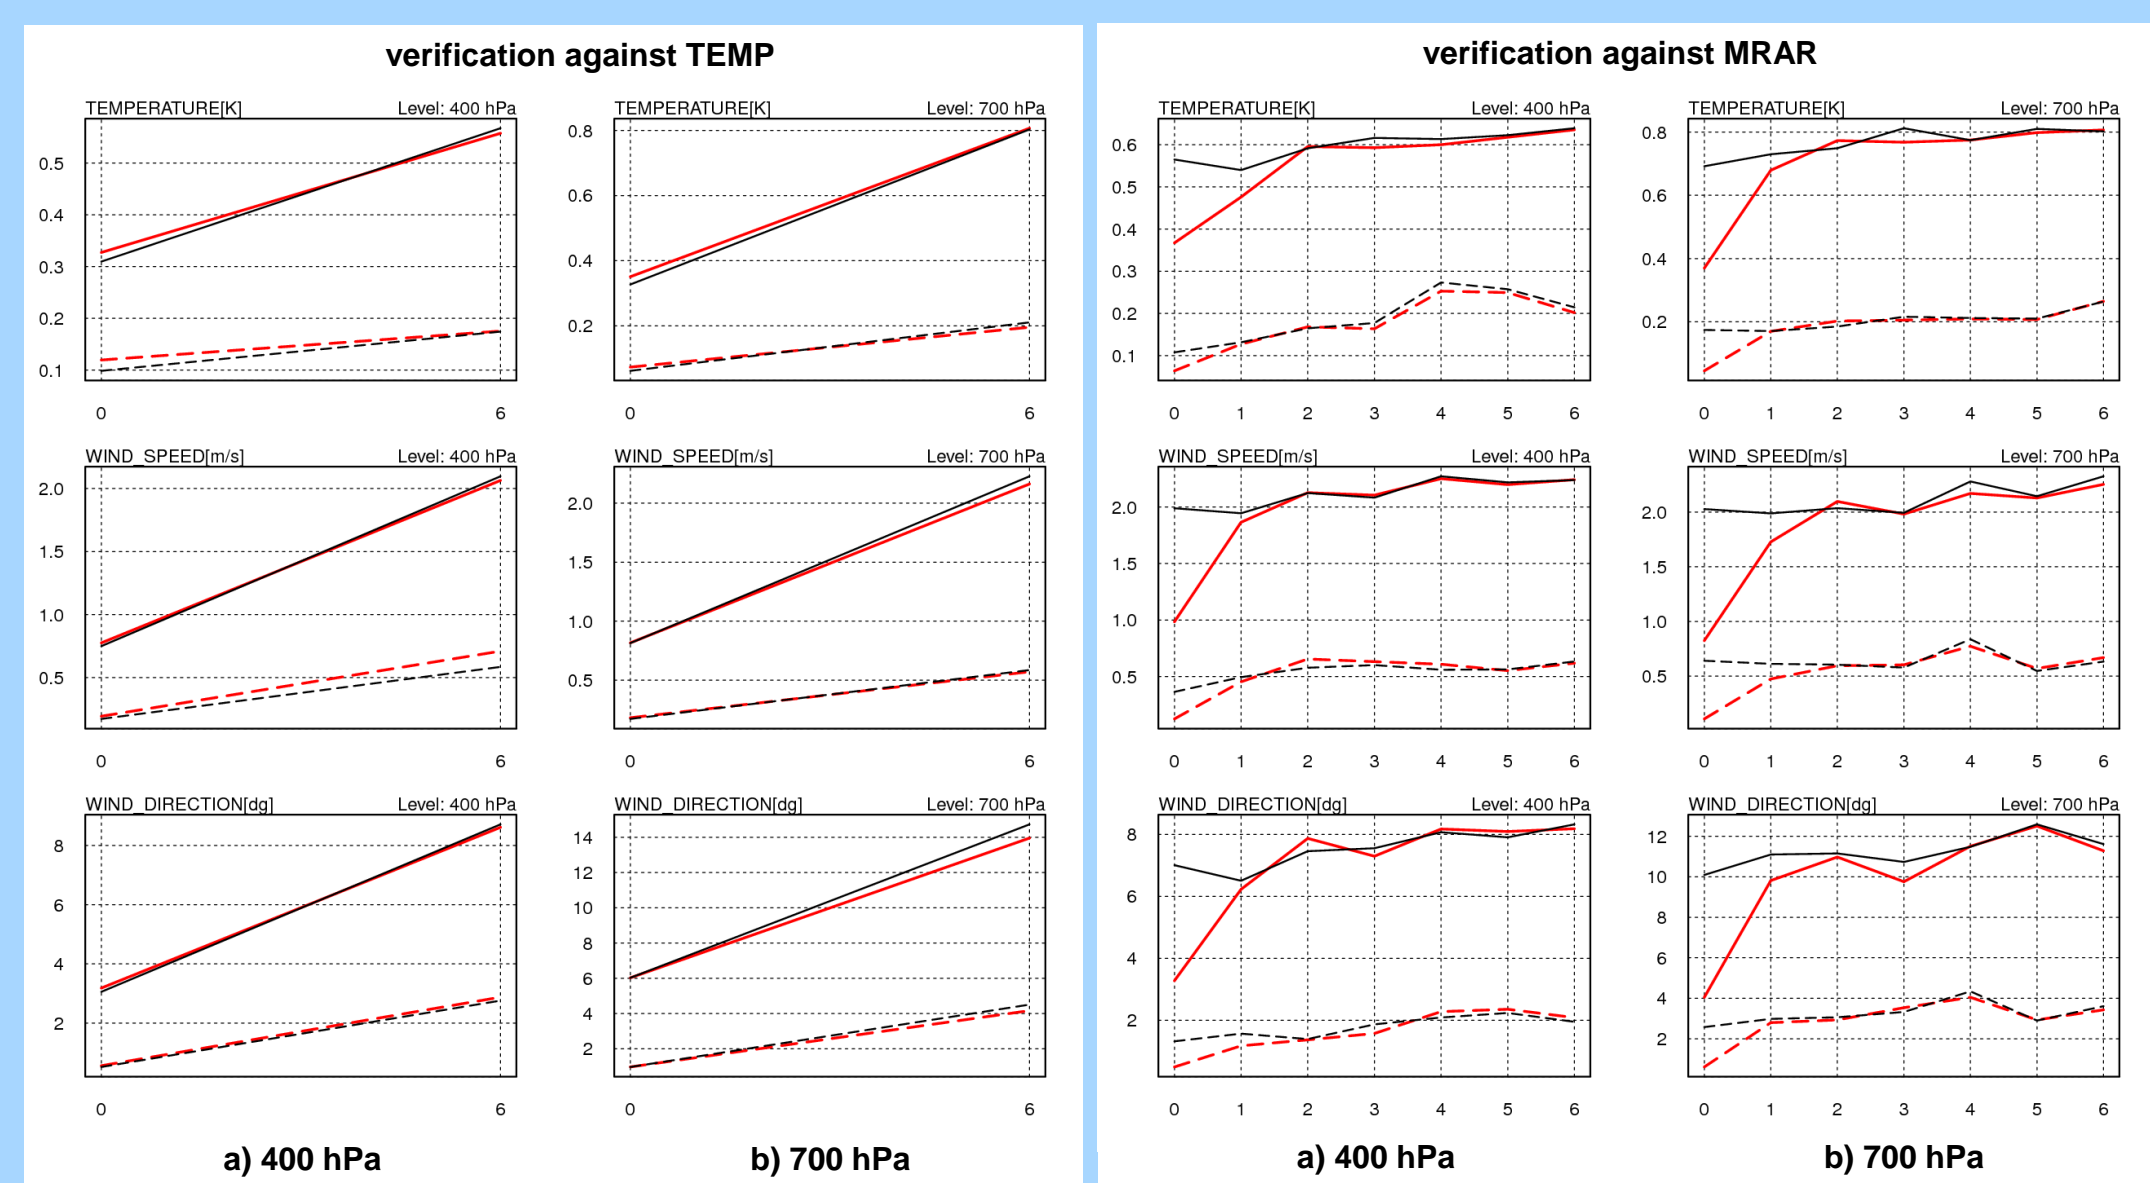 verification against TEMP
TEMPERATURE[K] Level: 400 hPa
0.5
0.4
0.3
0.2
0.1
0 6
TEMPERATURE[K] Level: 700 hPa
0.8
0.6
0.4
0.2
0 6
WIND_SPEED[m/s] Level: 400 hPa
2.0
1.5
1.0
0.5
0 6
WIND_SPEED[m/s] Level: 700 hPa
2.0
1.5
1.0
0.5
0 6
WIND_DIRECTION[dg] Level: 400 hPa
8
6
4
2
0 6
WIND_DIRECTION[dg] Level: 700 hPa
14
12
10
8
6
4
2
0 6
a) 400 hPa
b) 700 hPa
verification against MRAR
TEMPERATURE[K] Level: 400 hPa
0.6
0.5
0.4
0.3
0.2
0.1
0 1 2 3 4 5 6
TEMPERATURE[K] Level: 700 hPa
0.8
0.6
0.4
0.2
0 1 2 3 4 5 6
WIND_SPEED[m/s] Level: 400 hPa
2.0
1.5
1.0
0.5
0 1 2 3 4 5 6
WIND_SPEED[m/s] Level: 700 hPa
2.0
1.5
1.0
0.5
0 1 2 3 4 5 6
WIND_DIRECTION[dg] Level: 400 hPa
8
6
4
2
0 1 2 3 4 5 6
WIND_DIRECTION[dg] Level: 700 hPa
12
10
8
6
4
2
0 1 2 3 4 5 6
a) 400 hPa
b) 700 hPa